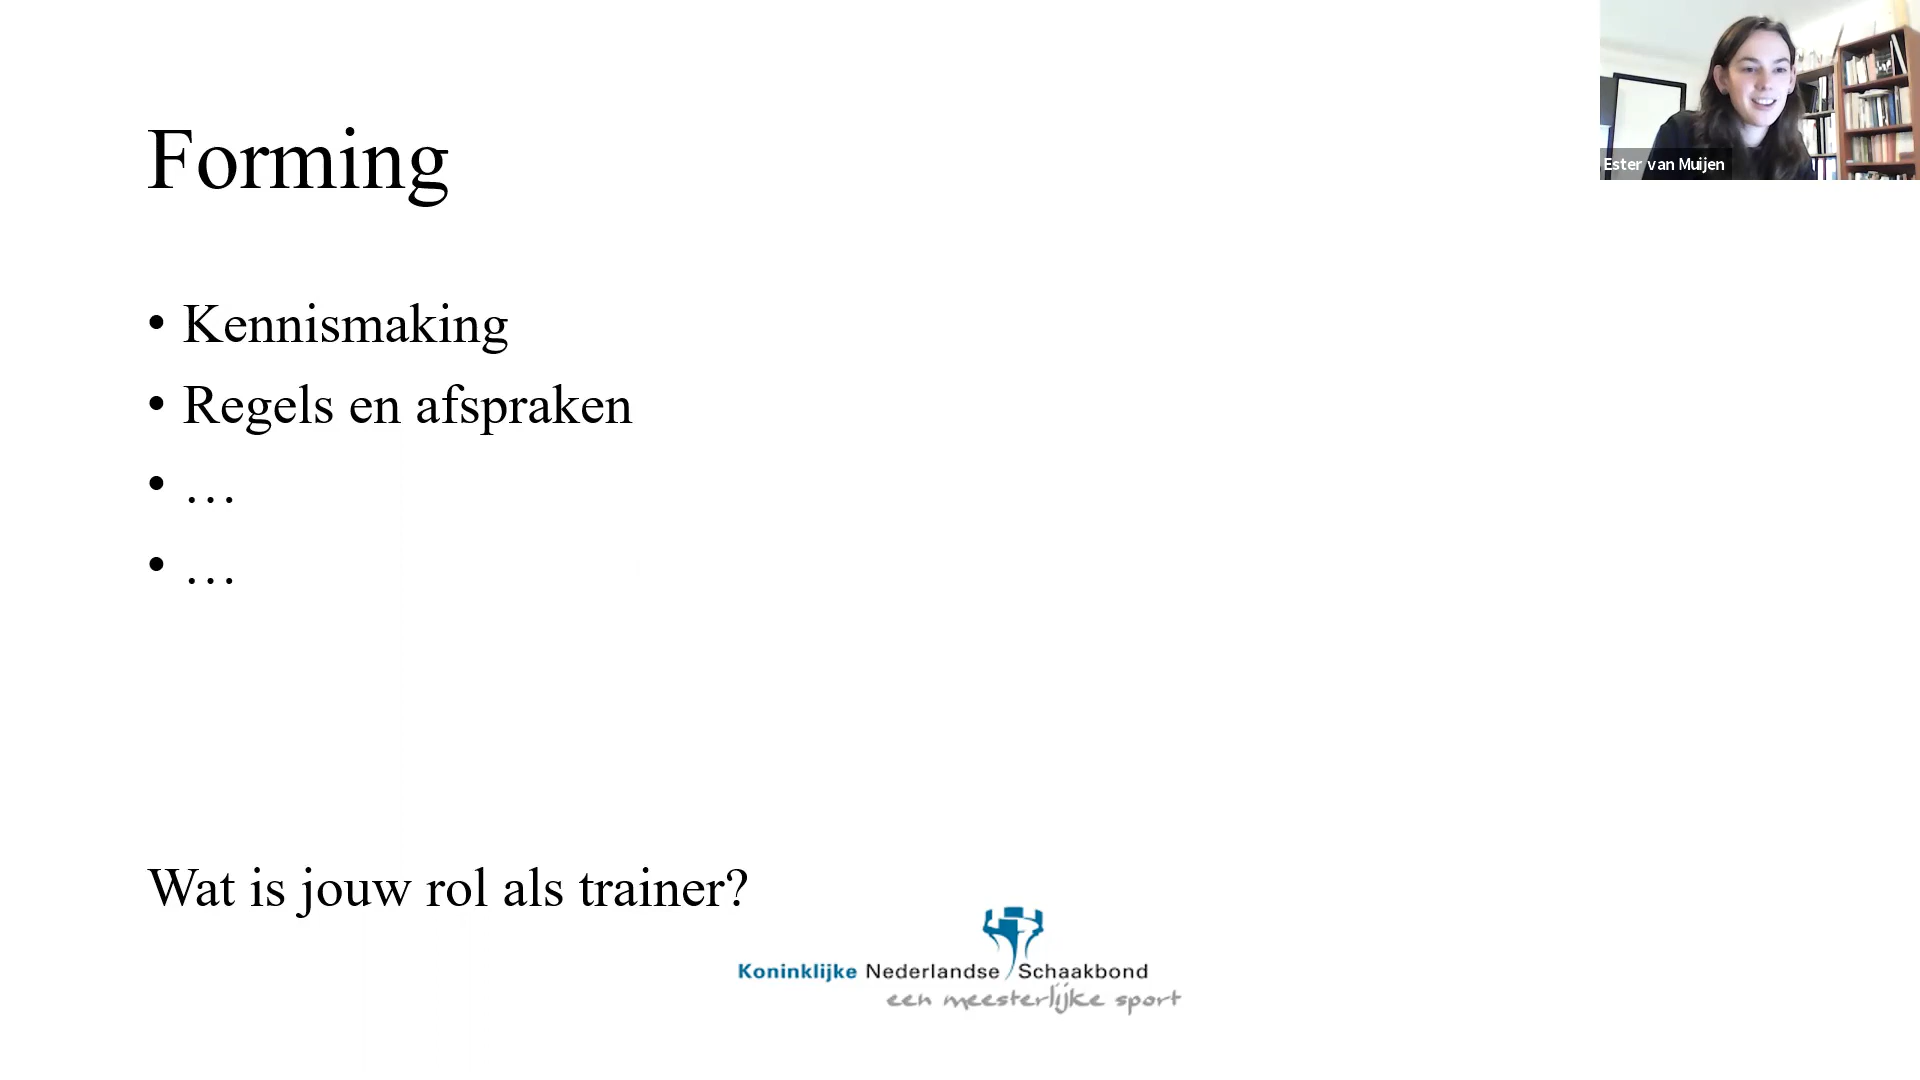 Forming
Ester van Muijen
• Kennismaking
• Regels en afspraken
• …
• …
Wat is jouw rol als trainer?
Koninklijke Nederlandse Schaakbond
een meesterlijke sport